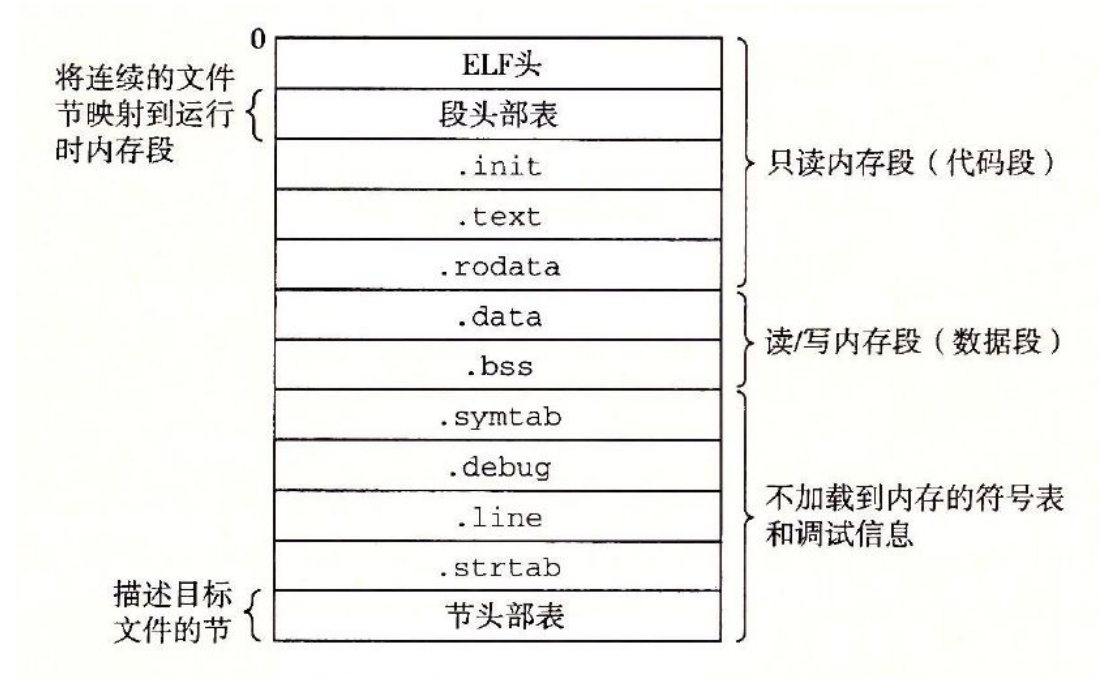 0
ELF头
将连续的文件
节映射到运行
时内存段
段头部表
.init
.text
.rodata
只读内存段（代码段）
.data
.bss
读/写内存段（数据段）
.symtab
.debug
.line
.strtab
不加载到内存的符号表
和调试信息
描述目标
文件的节
节头部表